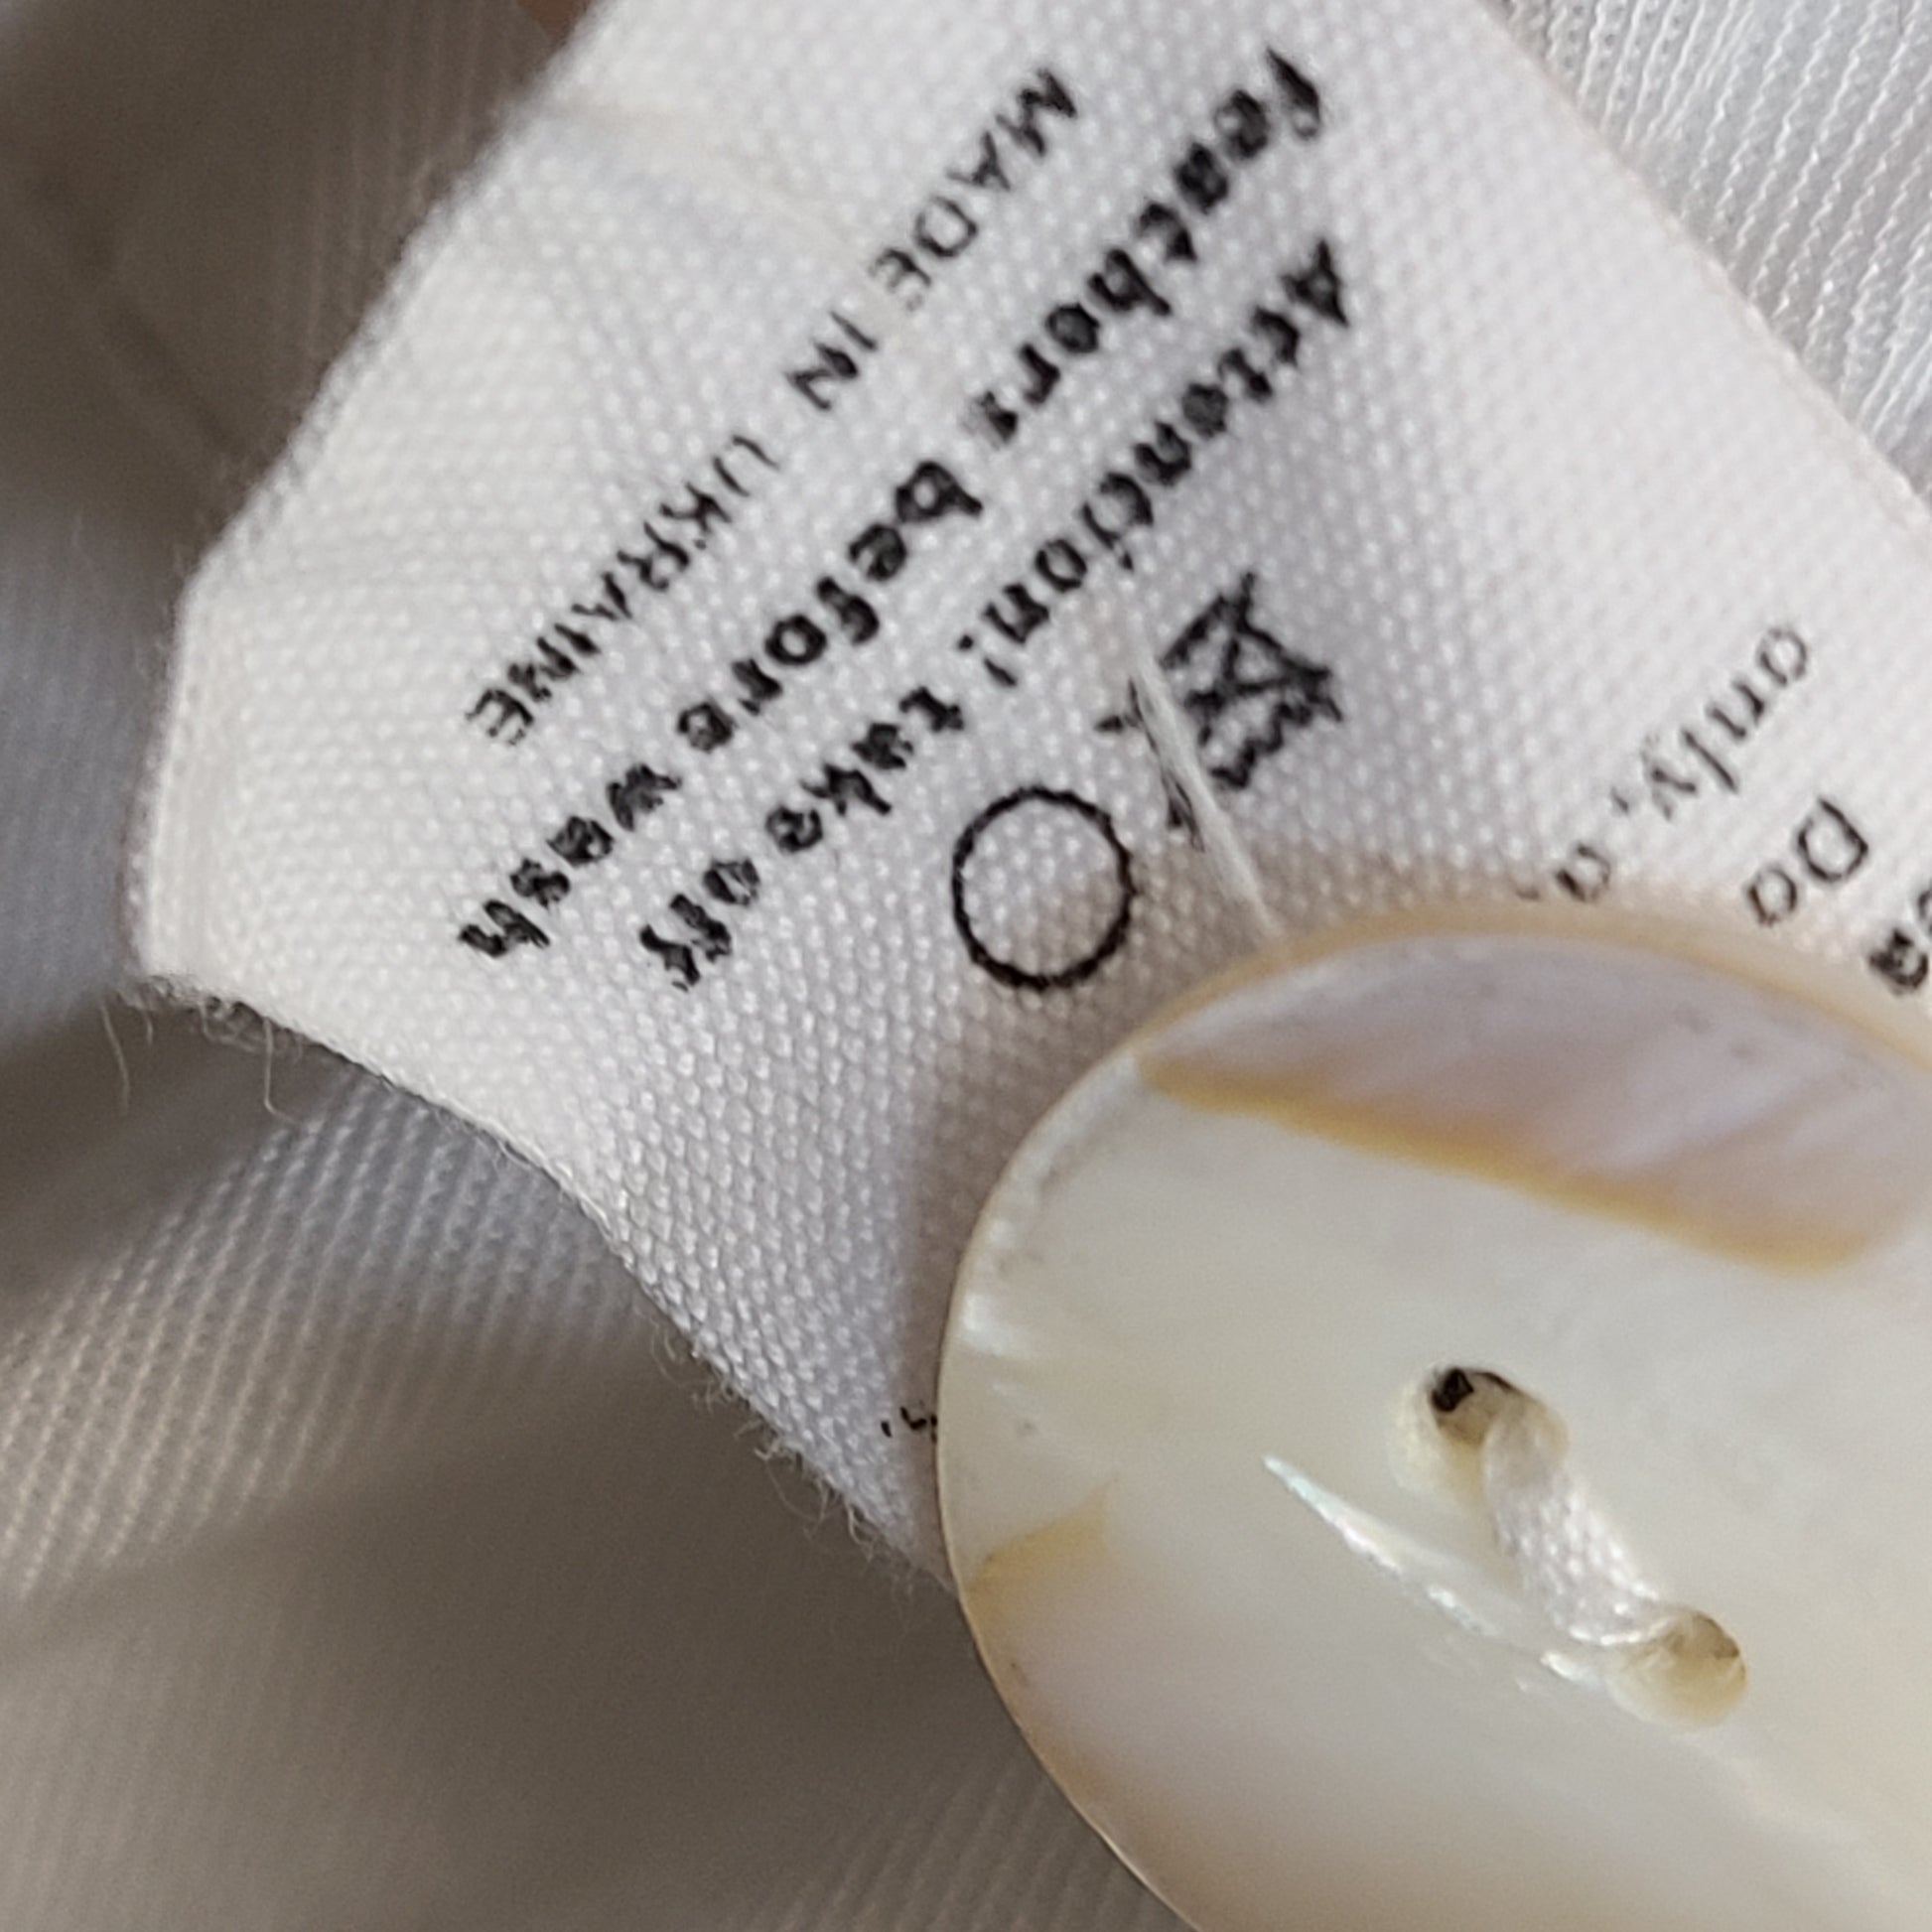 only,
Do
Attention! take off
feathers before wash
MADE IN UKRAINE